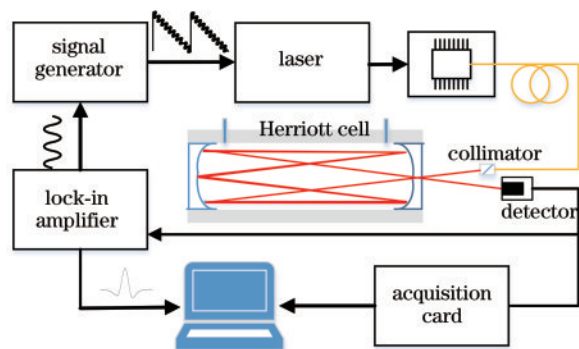 signal
generator
laser
Herriott cell
collimator
lock-in
amplifier
detector
acquisition
card